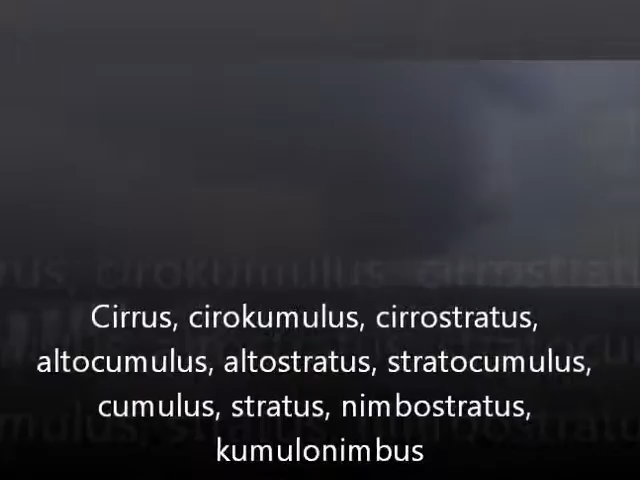 Cirrus, cirokumulus, cirrostratus,
altocumulus, altostratus, stratocumulus,
cumulus, stratus, nimbostratus,
kumulonimbus